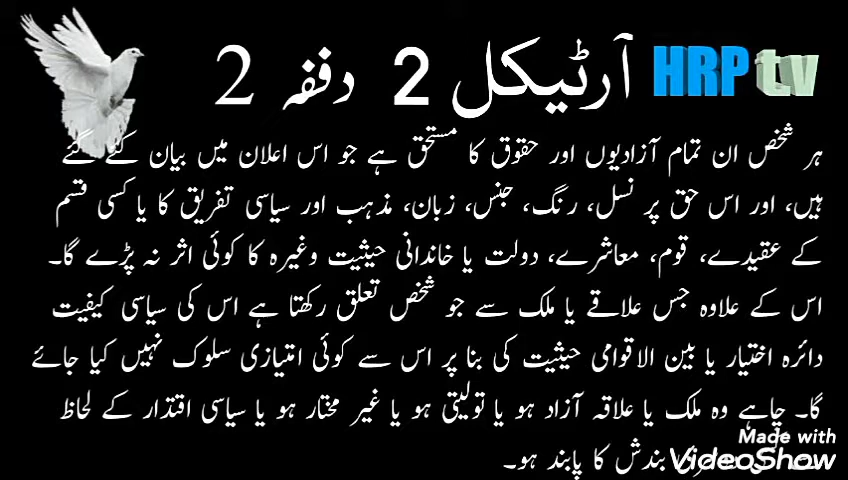 HRP tv
آرٹیکل 2 دفقہ 2
ہر شخص ان تمام آزادیوں اور حقوق کا مستحق ہے جو اس اعلان میں بیان کئے گئے
ہیں، اور اس حق پر نسل، رنگ، جنس، زبان، مذہب اور سیاسی تفریق کا یا کسی قسم
کے عقیدے، قوم، معاشرے، دولت یا خاندانی حیثیت وغیرہ کا کوئی اثر نہ پڑے گا۔
اس کے علاوہ جس علاقے یا ملک سے جو شخص تعلق رکھتا ہے اس کی سیاسی کیفیت
دائرہ اختیار یا بین الاقوامی حیثیت کی بنا پر اس سے کوئی امتیازی سلوک نہیں کیا جائے
گا۔ چاہے وہ ملک یا علاقہ آزاد ہو یا تولیتی ہو یا غیر مختار ہو یا سیاسی اقتدار کے لحاظ
بندش کا پابند ہو۔
Made with
VideoShow